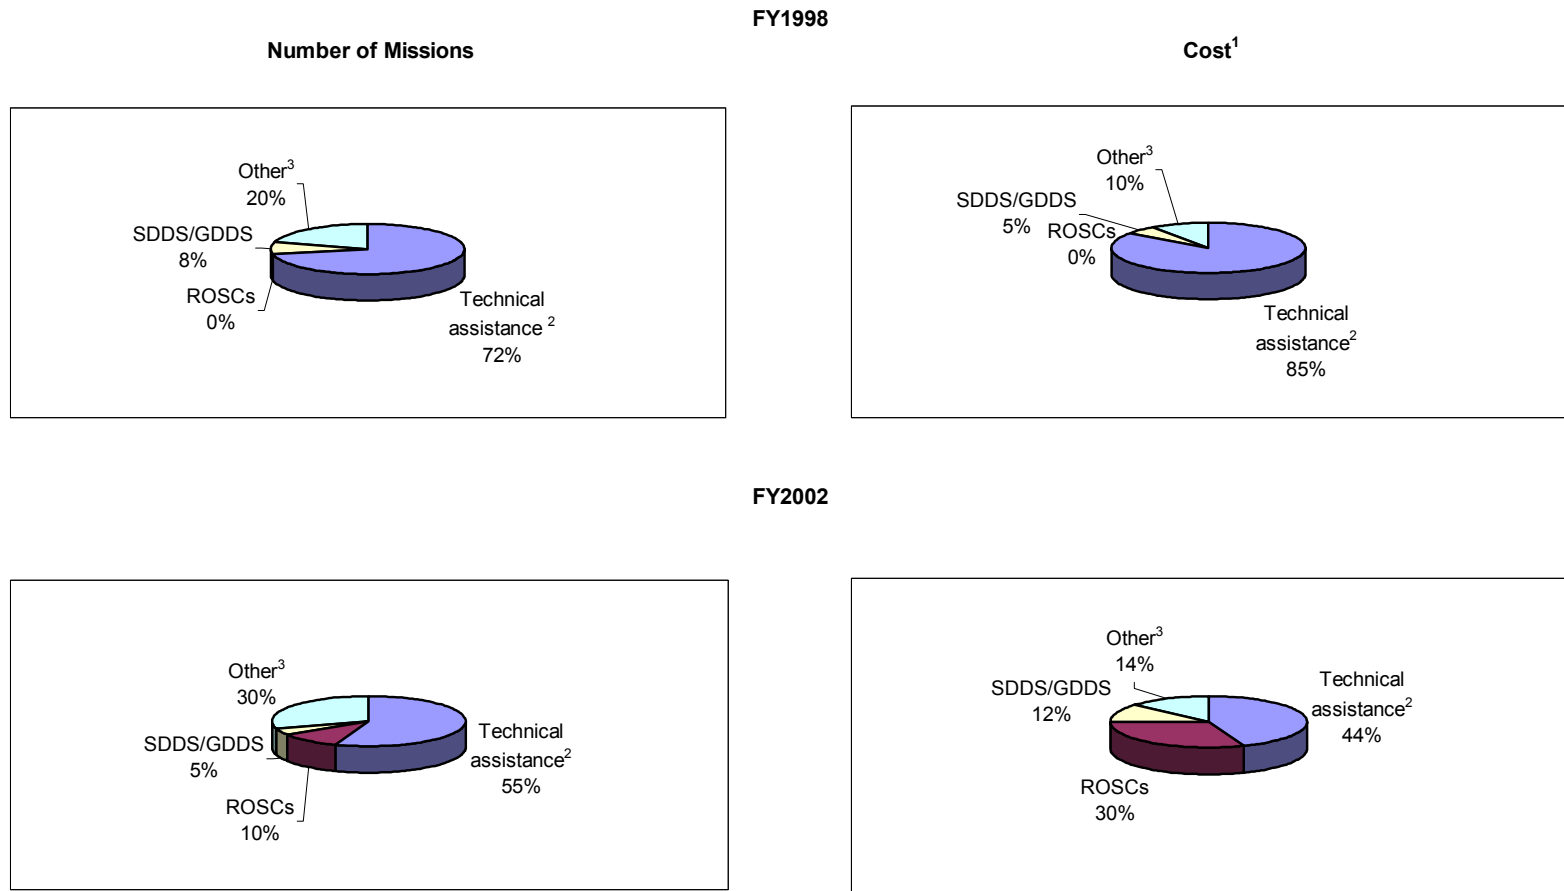 FY1998
Number of Missions
Cost¹
Other³
20%
SDDS/GDDS
8%
ROSCs
0%
Technical
assistance ²
72%
Other³
10%
SDDS/GDDS
5%
ROSCs
0%
Technical
assistance²
85%
FY2002
Other³
30%
SDDS/GDDS
5%
ROSCs
10%
Technical
assistance²
55%
Other³
14%
SDDS/GDDS
12%
Technical
assistance²
44%
ROSCs
30%